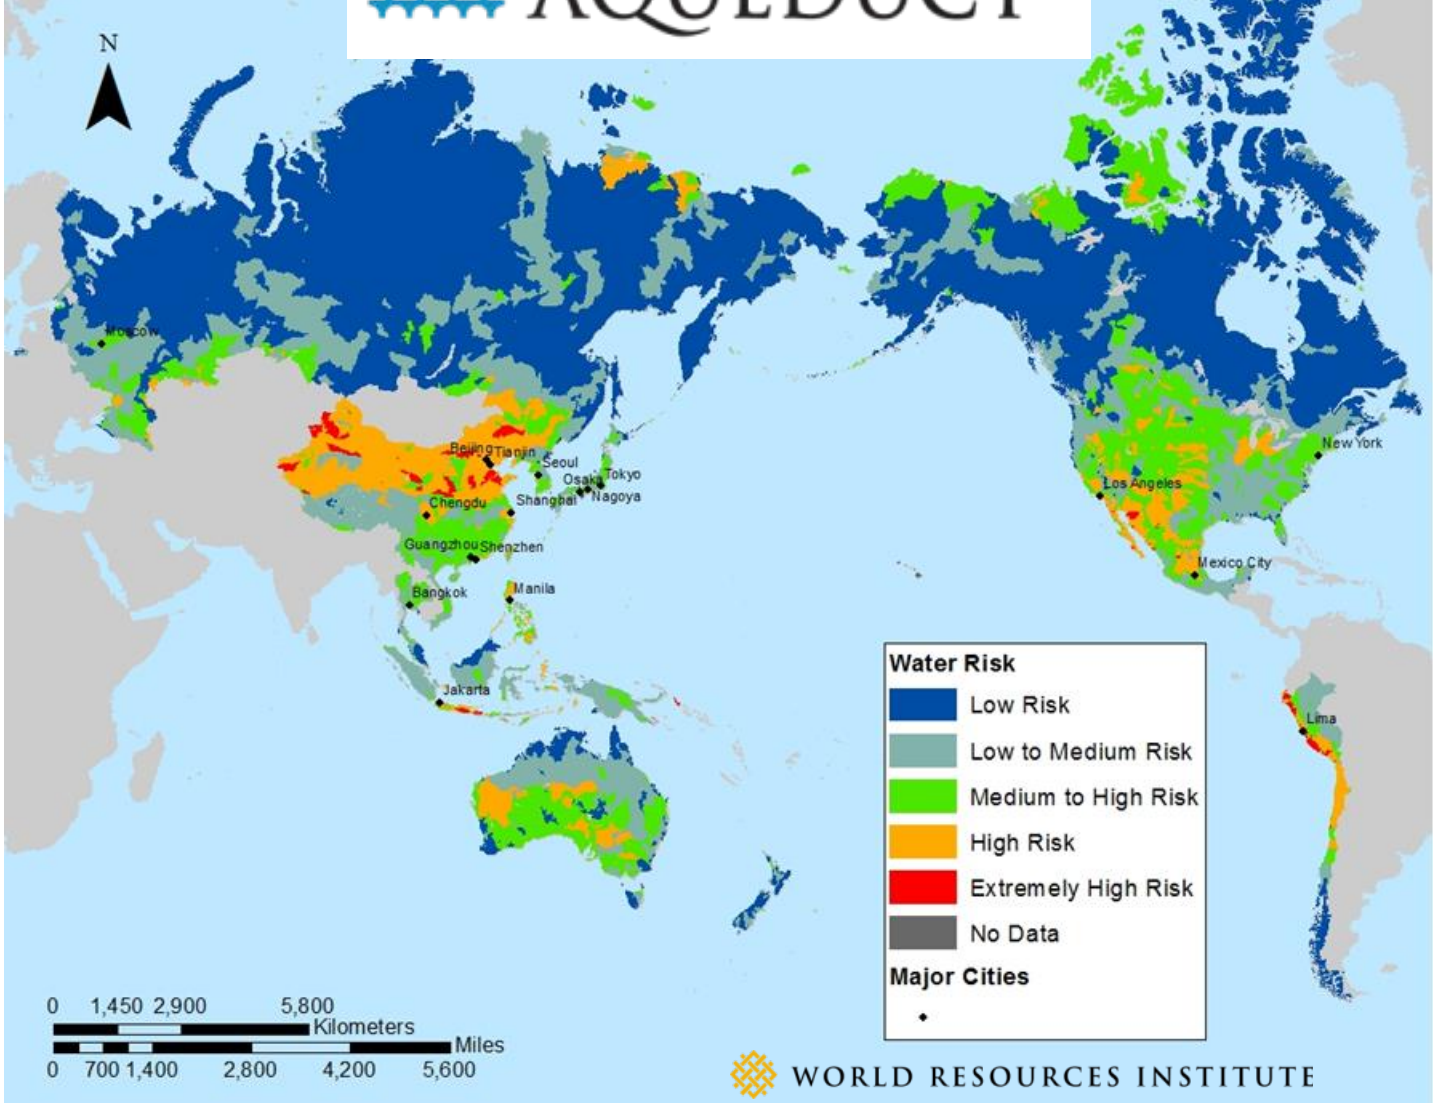 AQUEDUCT
N
Moscow
Beijing
Tianjin
Seoul
Tokyo
Osaka
Nagoya
Chengdu
Shanghai
Guangzhou
Shenzhen
Bangkok
Manila
Jakarta
New York
Los Angeles
Mexico City
Lima
Water Risk
Low Risk
Low to Medium Risk
Medium to High Risk
High Risk
Extremely High Risk
No Data
Major Cities
0 1,450 2,900 5,800
Kilometers
Miles
0 700 1,400 2,800 4,200 5,600
WORLD RESOURCES INSTITUTE